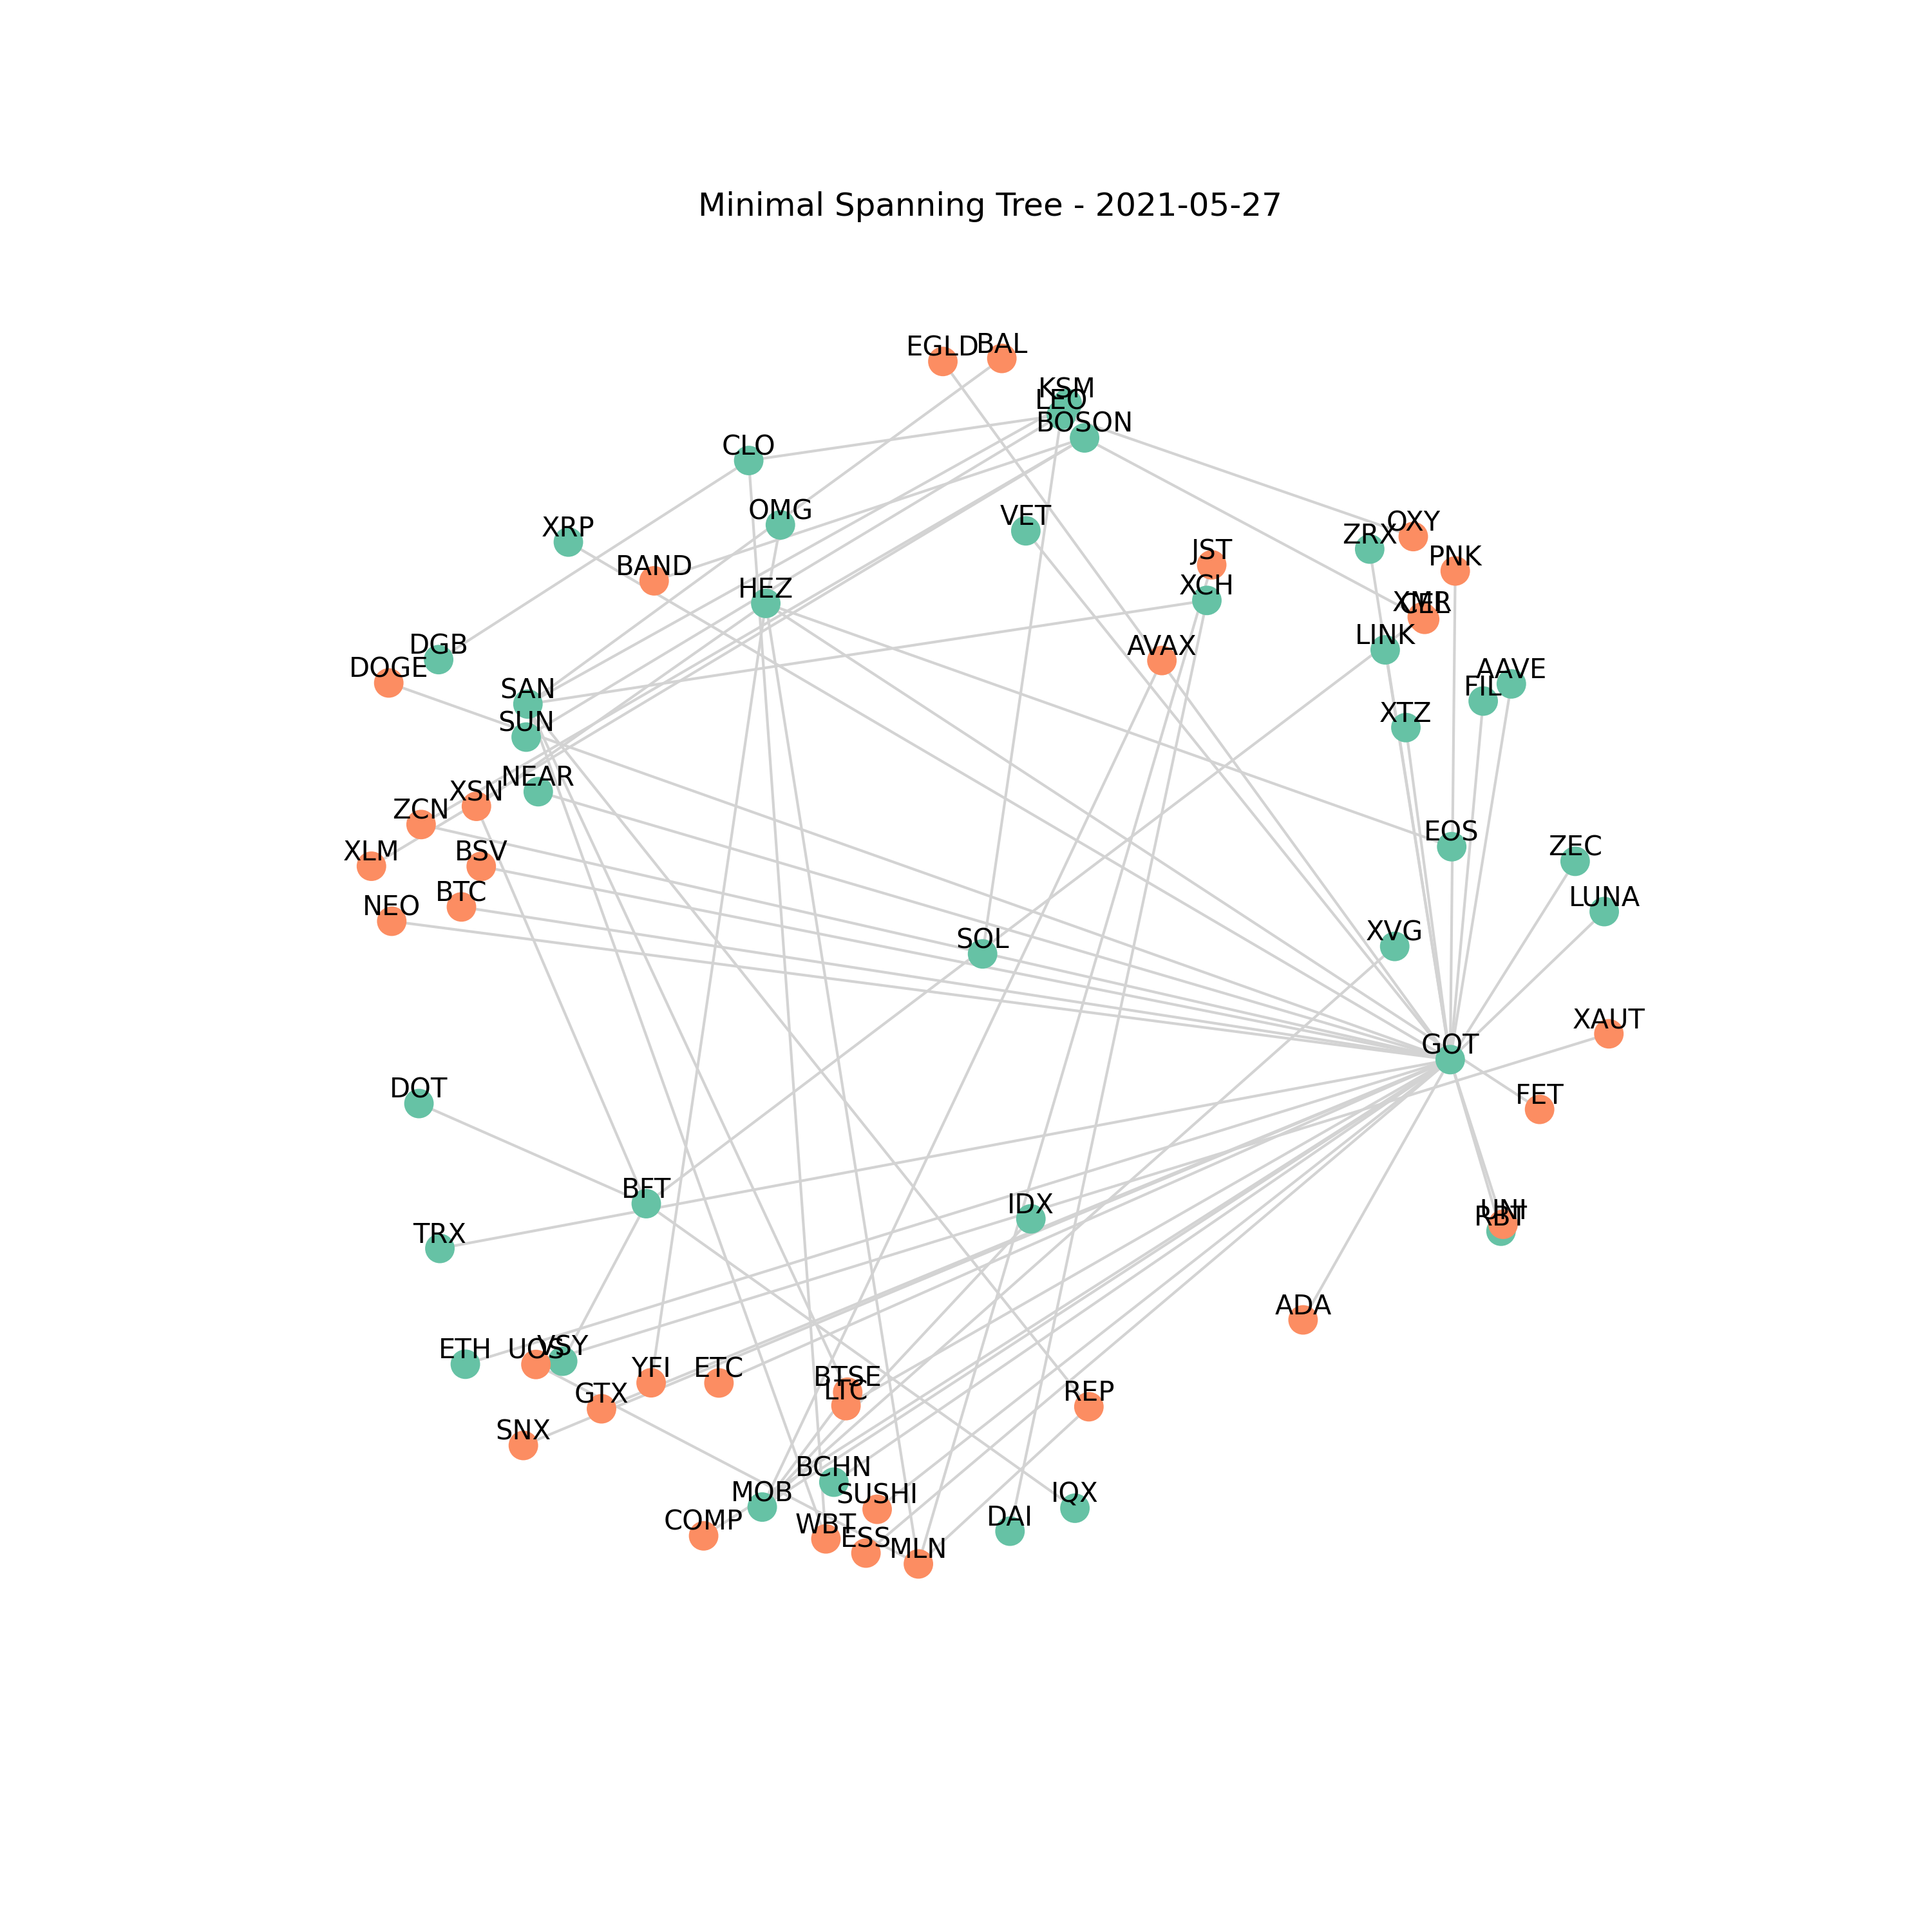 Minimal Spanning Tree - 2021-05-27
EGLD
BAL
KSM
LEO
BOSON
CLO
OMG
VET
XRP
OXY
ZRX
JST
PNK
BAND
HEZ
XCH
XMR
CEL
LINK
DGB
DOGE
AVAX
AAVE
FIL
SAN
SUN
XTZ
NEAR
XSN
ZCN
EOS
ZEC
XLM
BSV
BTC
NEO
LUNA
SOL
XVG
XAUT
GOT
DOT
FET
BFT
IDX
UNI
RBT
TRX
ADA
ETH
UOS
VSY
YFI
ETC
BTSE
LTC
GTX
REP
SNX
BCHN
MOB
SUSHI
IQX
COMP
WBT
DAI
ESS
MLN